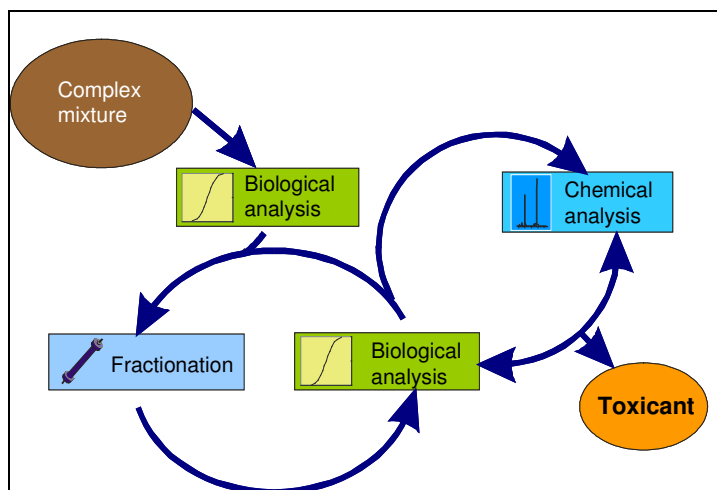 Complex
mixture
Biological
analysis
Chemical
analysis
Fractionation
Biological
analysis
Toxicant